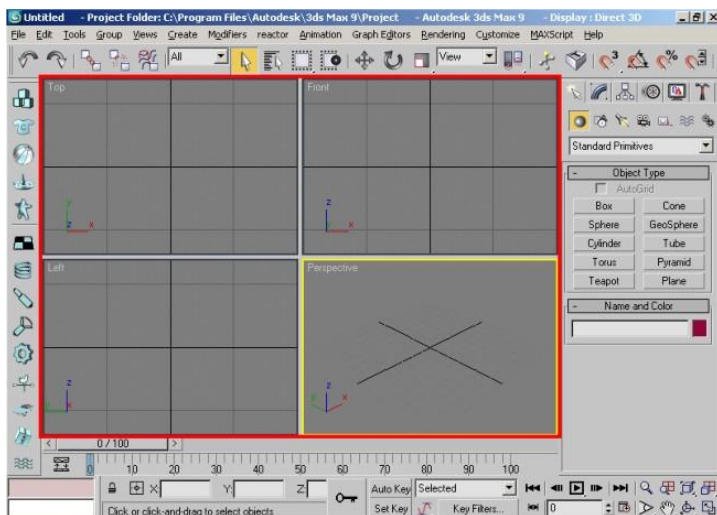 Untitled - Project Folder: C:\Program Files\Autodesk\3ds Max 9\Project - Autodesk 3ds Max 9 - Display : Direct 3D
File Edit Tools Group Views Create Modifiers reactor Animation Graph Editors Rendering Customize MAXScript Help
All View
Top Front
y z
z x x
Standard Primitives
Object Type
AutoGrid
Box Cone
Sphere GeoSphere
Cylinder Tube
Torus Pyramid
Teapot Plane
Name and Color
Left Perspective
z z
y x y x
0 / 100
0 10 20 30 40 50 60 70 80 90 100
X: Y: Z: Auto Key Selected
Click or click-and-drag to select objects Set Key Key Filters... 0